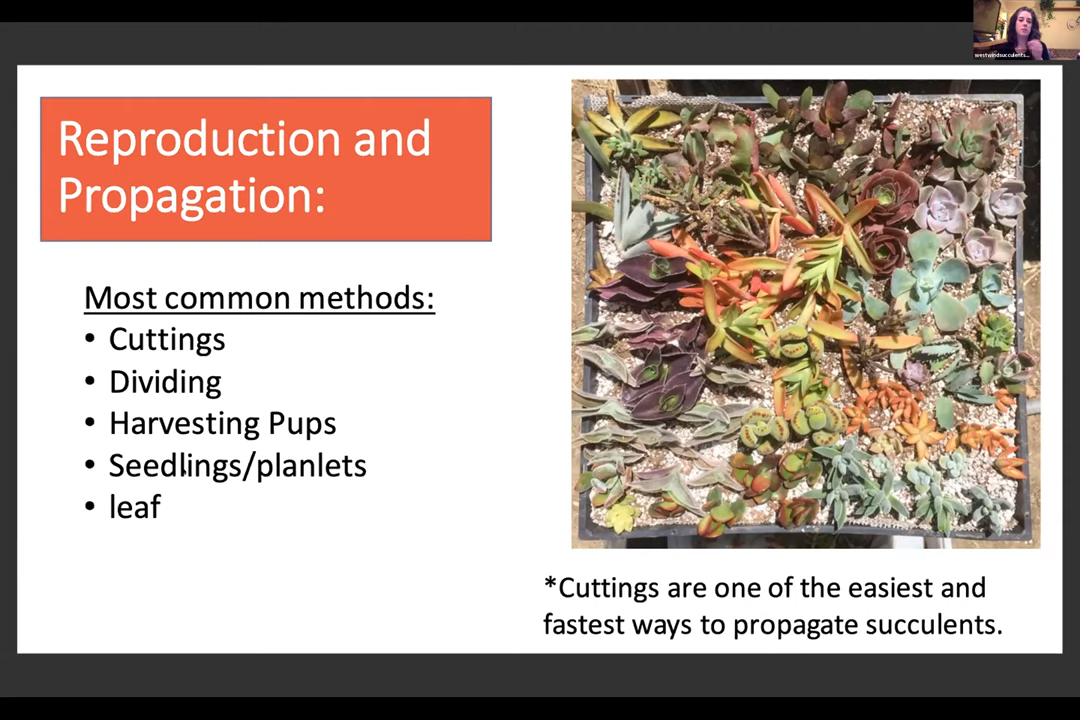 westwindsucculents...
Reproduction and
Propagation:
Most common methods:
• Cuttings
• Dividing
• Harvesting Pups
• Seedlings/planlets
• leaf
*Cuttings are one of the easiest and
fastest ways to propagate succulents.